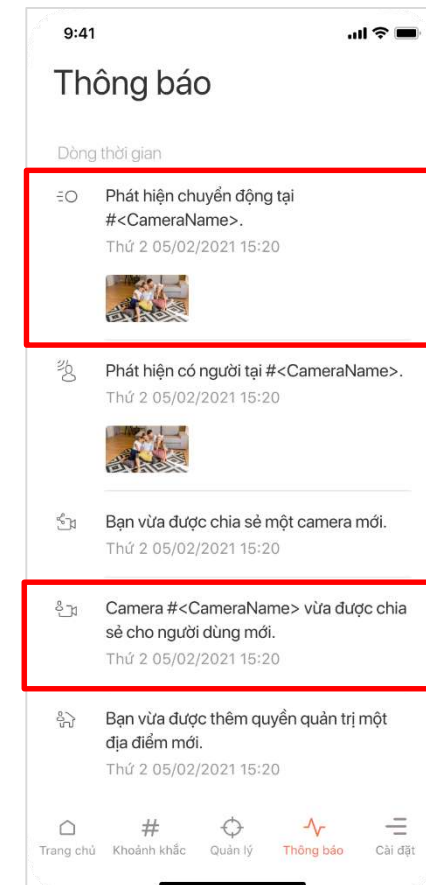 9:41
Thông báo
Dòng thời gian
Phát hiện chuyển động tại
#<CameraName>.
Thứ 2 05/02/2021 15:20
Phát hiện có người tại #<CameraName>.
Thứ 2 05/02/2021 15:20
Bạn vừa được chia sẻ một camera mới.
Thứ 2 05/02/2021 15:20
Camera #<CameraName> vừa được chia
sẻ cho người dùng mới.
Thứ 2 05/02/2021 15:20
Bạn vừa được thêm quyền quản trị một
địa điểm mới.
Thứ 2 05/02/2021 15:20
Trang chủ Khoảnh khắc Quản lý Thông báo Cài đặt